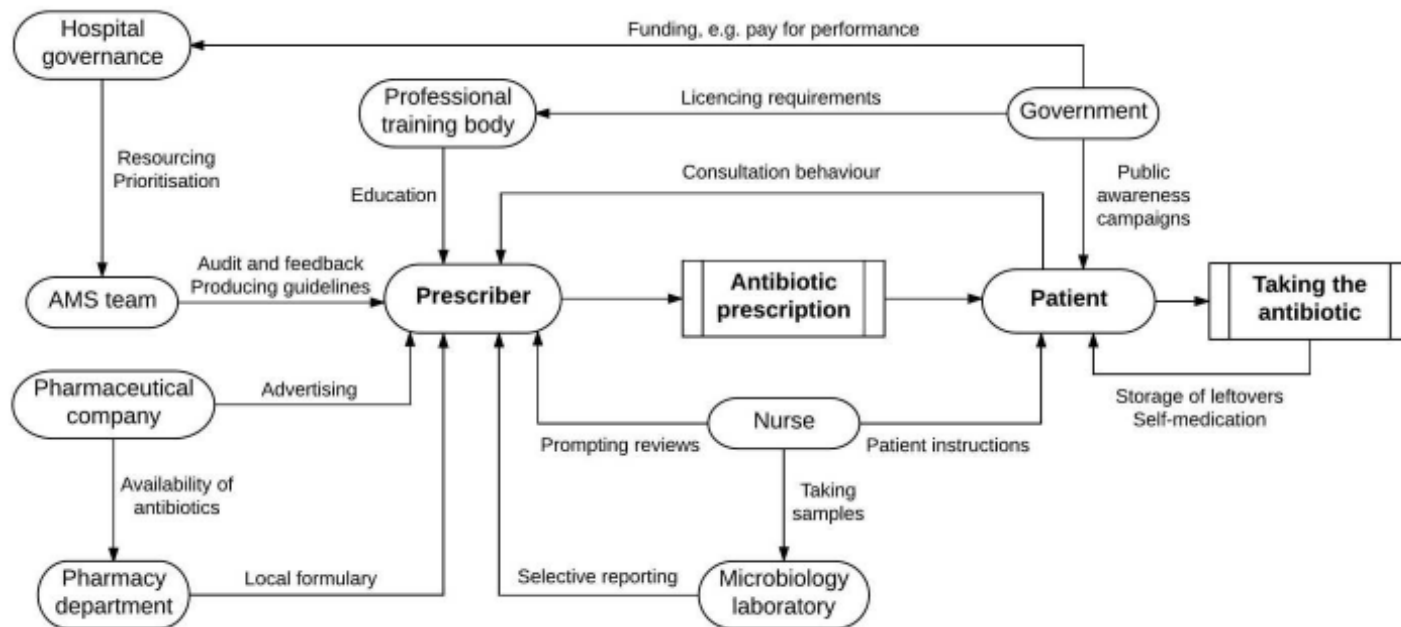 Hospital
governance
Funding, e.g. pay for performance
Professional
training body
Licencing requirements
Government
Resourcing
Prioritisation
Education
Consultation behaviour
Public
awareness
campaigns
AMS team
Audit and feedback
Producing guidelines
Prescriber
Antibiotic
prescription
Patient
Taking the
antibiotic
Pharmaceutical
company
Advertising
Prompting reviews
Nurse
Patient instructions
Storage of leftovers
Self-medication
Availability of
antibiotics
Taking
samples
Pharmacy
department
Local formulary
Selective reporting
Microbiology
laboratory